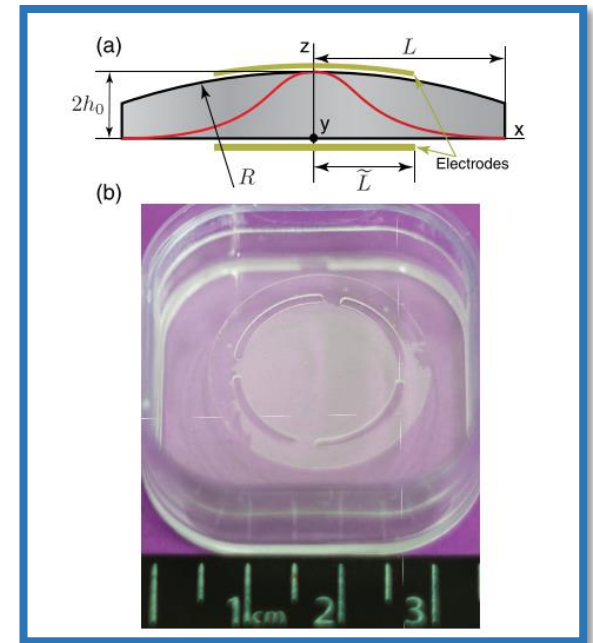 (a)
z
L
2h₀
y
x
R
L̃
Electrodes
(b)
1cm 2 3